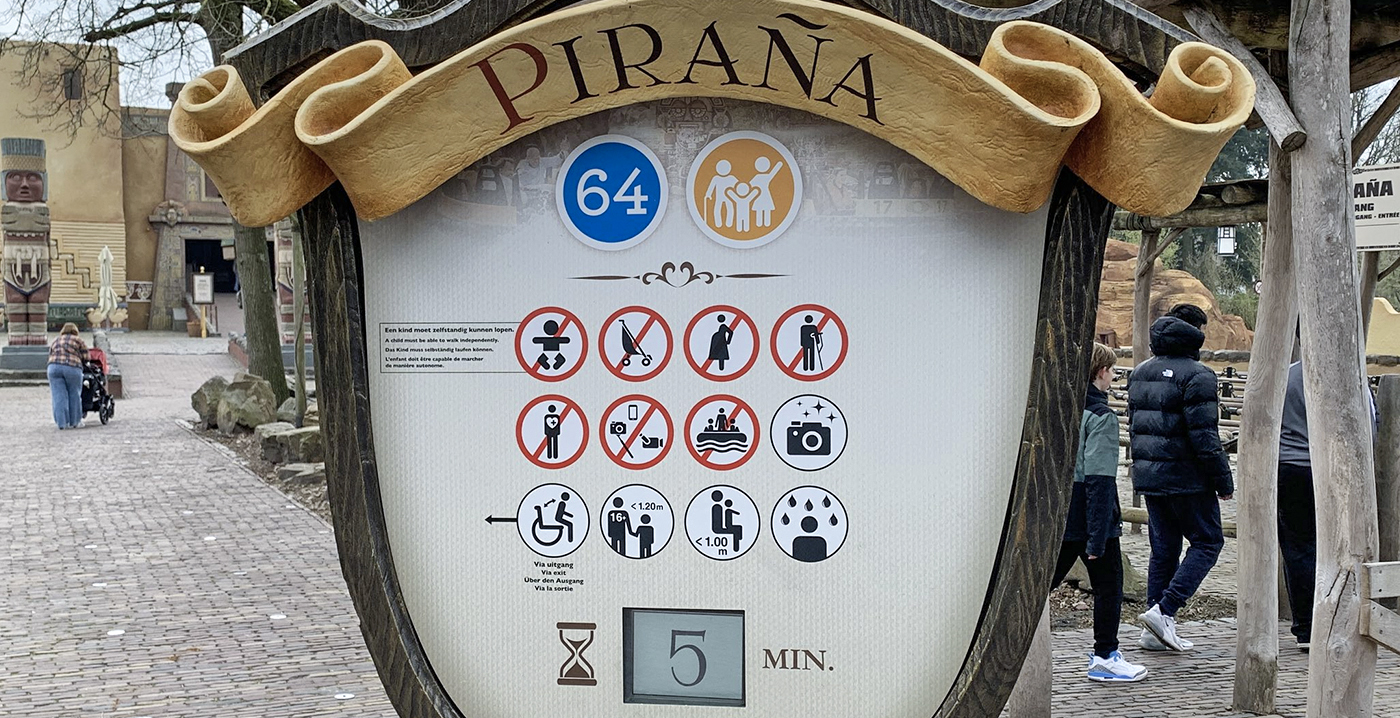 PIRAÑA
64
Een kind moet zelfstandig kunnen lopen.
A child must be able to walk independently.
Das Kind muss selbständig laufen können.
L'enfant doit être capable de marcher
de manière autonome.
16+
< 1.20m
< 1.00
m
Via uitgang
Via exit
Über den Ausgang
Via la sortie
5
MIN.